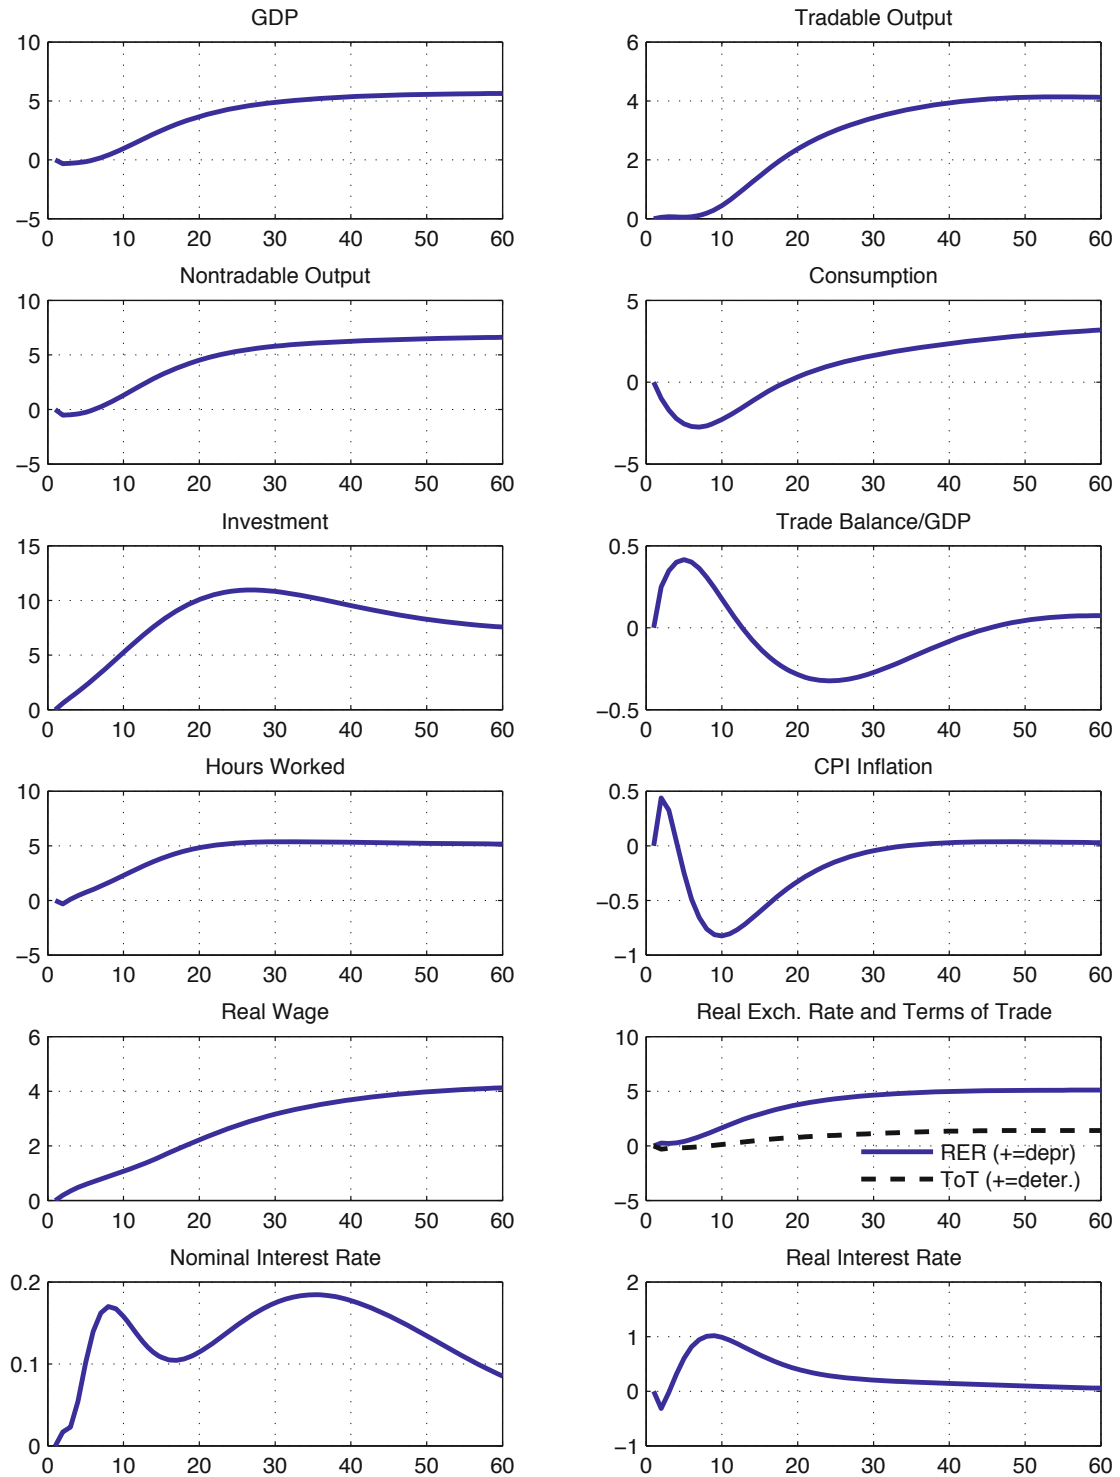 GDP
10
5
0
−5
0 10 20 30 40 50 60
Tradable Output
6
4
2
0
0 10 20 30 40 50 60
Nontradable Output
10
5
0
−5
0 10 20 30 40 50 60
Consumption
5
0
−5
0 10 20 30 40 50 60
Investment
15
10
5
0
0 10 20 30 40 50 60
Trade Balance/GDP
0.5
0
−0.5
0 10 20 30 40 50 60
Hours Worked
10
5
0
−5
0 10 20 30 40 50 60
CPI Inflation
0.5
0
−0.5
−1
0 10 20 30 40 50 60
Real Wage
6
4
2
0
0 10 20 30 40 50 60
Real Exch. Rate and Terms of Trade
10
5
0
−5
RER (+=depr)
ToT (+=deter.)
0 10 20 30 40 50 60
Nominal Interest Rate
0.2
0.1
0
0 10 20 30 40 50 60
Real Interest Rate
2
1
0
−1
0 10 20 30 40 50 60